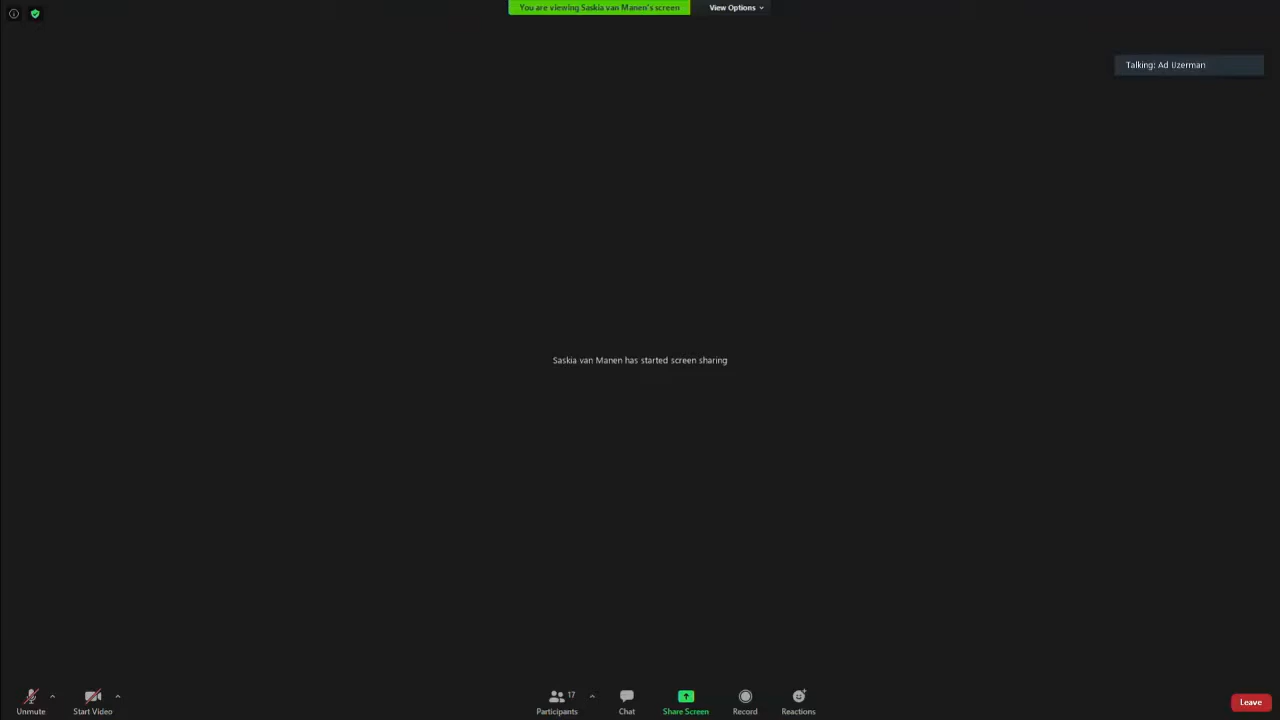 You are viewing Saskia van Manen's screen
View Options
Talking: Ad IJzerman
Saskia van Manen has started screen sharing
Unmute
Start Video
Participants
17
Chat
Share Screen
Record
Reactions
Leave